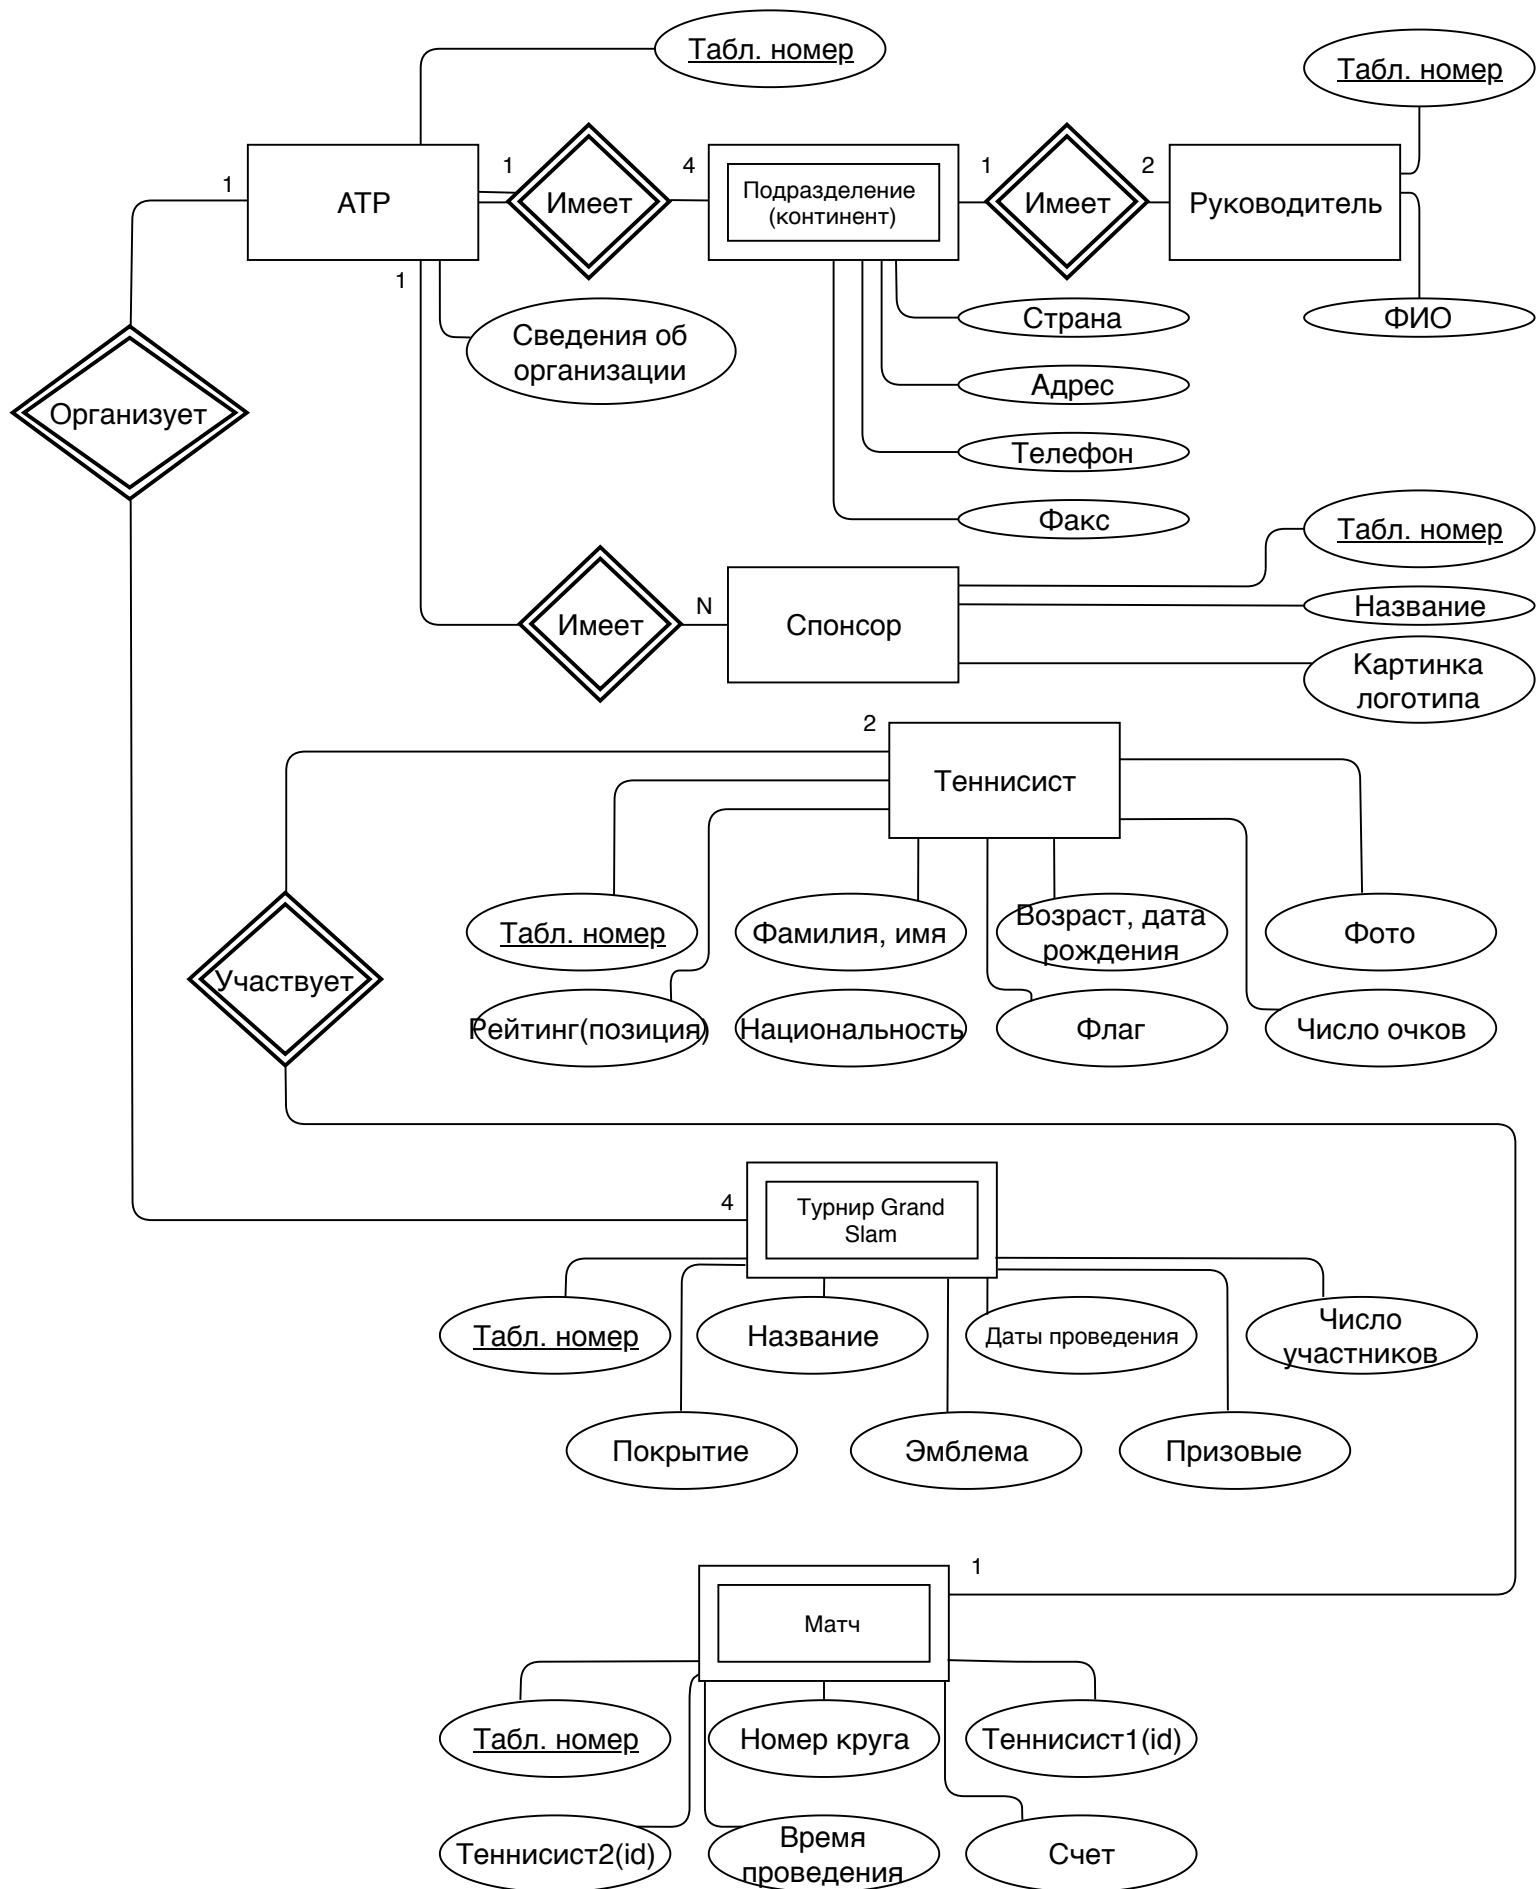 Табл. номер
Табл. номер
1
ATP
1
Имеет
4
Подразделение
(континент)
1
Имеет
2
Руководитель
1
Сведения об
организации
Страна
ФИО
Адрес
Организует
Телефон
Факс
Табл. номер
Имеет
N
Спонсор
Название
Картинка
логотипа
2
Теннисист
Табл. номер
Фамилия, имя
Возраст, дата
рождения
Фото
Участвует
Рейтинг(позиция)
Национальность
Флаг
Число очков
4
Турнир Grand
Slam
Табл. номер
Название
Даты проведения
Число
участников
Покрытие
Эмблема
Призовые
1
Матч
Табл. номер
Номер круга
Теннисист1(id)
Теннисист2(id)
Время
проведения
Счет